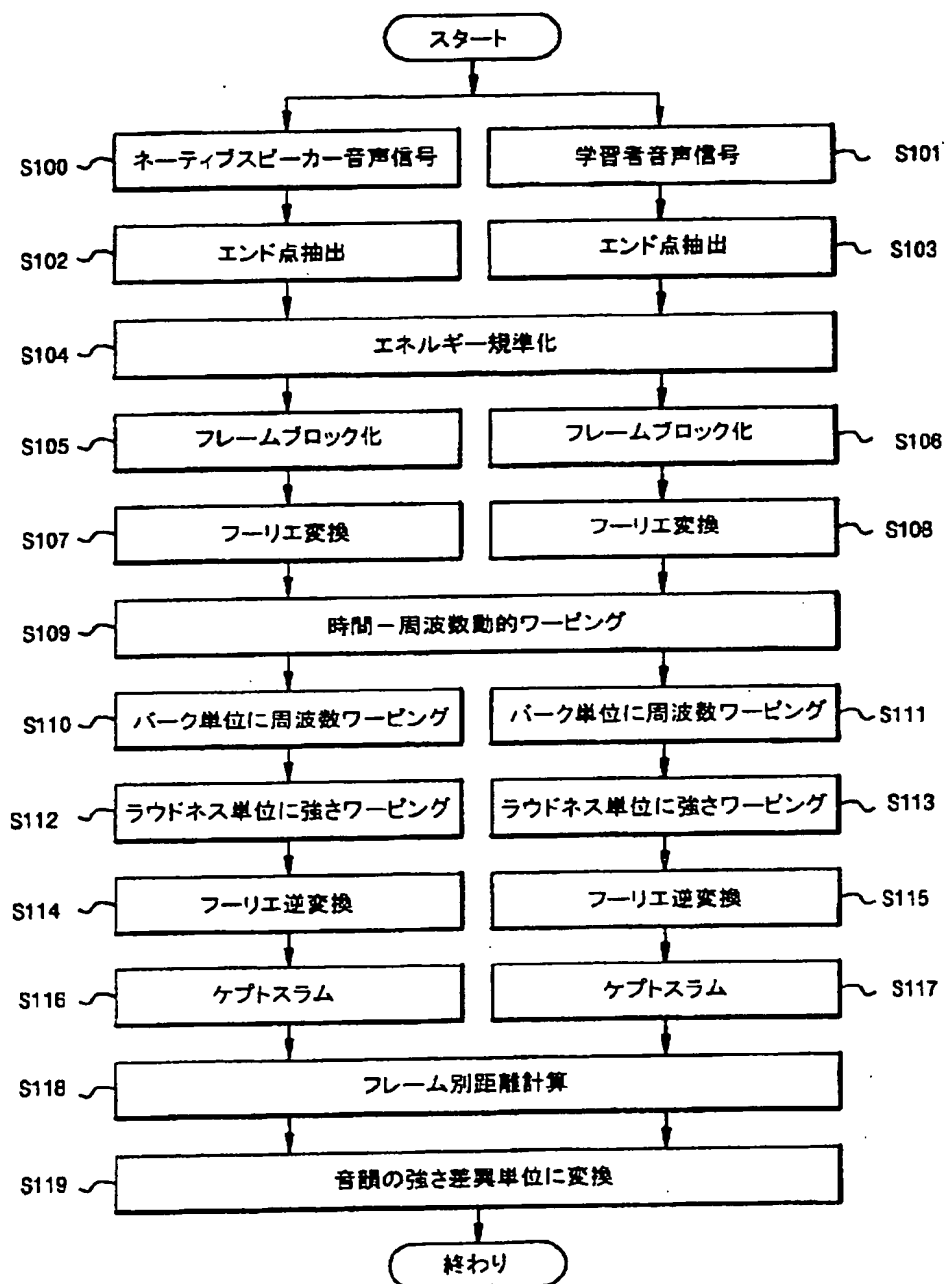 スタート
S100
ネーティブスピーカー音声信号
学習者音声信号
S101
S102
エンド点抽出
エンド点抽出
S103
S104
エネルギー規準化
S105
フレームブロック化
フレームブロック化
S106
S107
フーリエ変換
フーリエ変換
S108
S109
時間－周波数動的ワーピング
S110
バーク単位に周波数ワーピング
バーク単位に周波数ワーピング
S111
S112
ラウドネス単位に強さワーピング
ラウドネス単位に強さワーピング
S113
S114
フーリエ逆変換
フーリエ逆変換
S115
S116
ケプトスラム
ケプトスラム
S117
S118
フレーム別距離計算
S119
音韻の強さ差異単位に変換
終わり